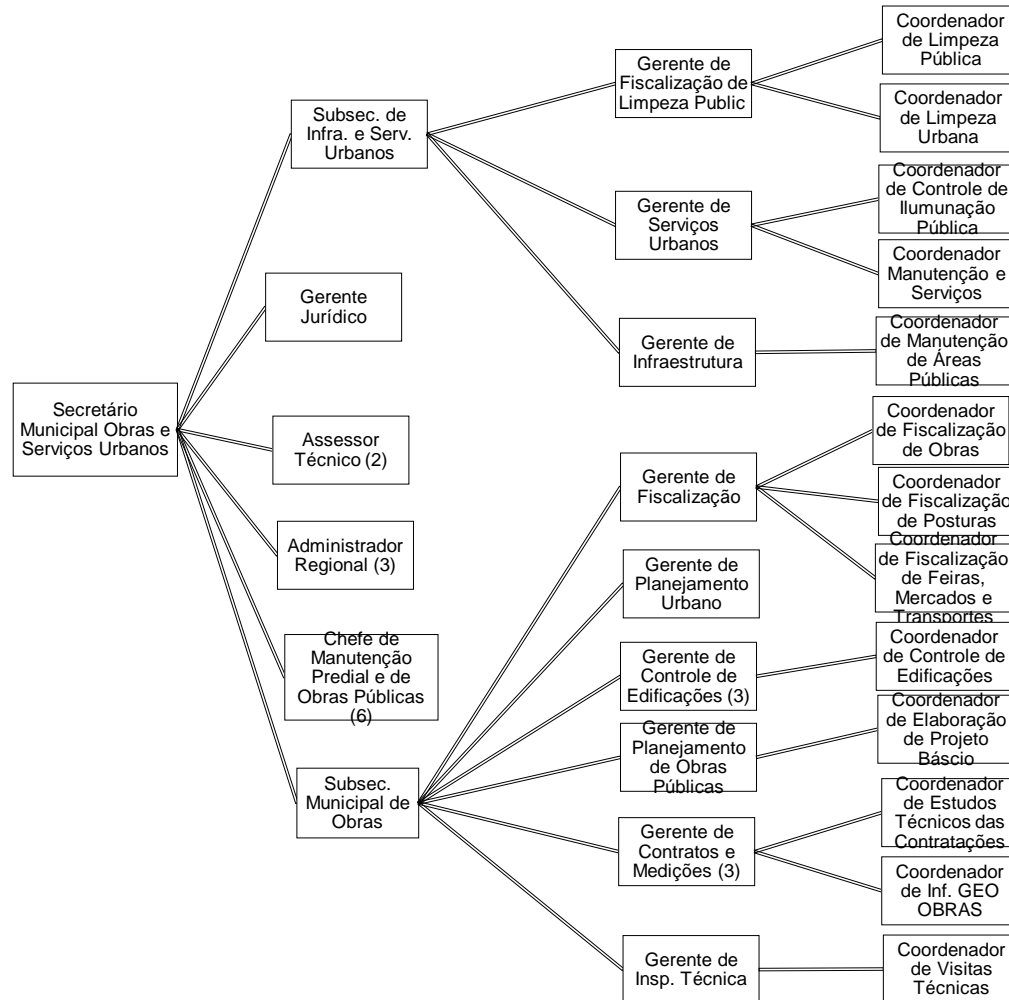 Secretário
Municipal Obras e
Serviços Urbanos
Subsec. de
Infra. e Serv.
Urbanos
Gerente
Jurídico
Assessor
Técnico (2)
Administrador
Regional (3)
Chefe de
Manutenção
Predial e de
Obras Públicas
(6)
Subsec.
Municipal de
Obras
Gerente de
Fiscalização de
Limpeza Public
Gerente de
Serviços
Urbanos
Gerente de
Infraestrutura
Gerente de
Fiscalização
Gerente de
Planejamento
Urbano
Gerente de
Controle de
Edificações (3)
Gerente de
Planejamento
de Obras
Públicas
Gerente de
Contratos e
Medições (3)
Gerente de
Insp. Técnica
Coordenador
de Limpeza
Pública
Coordenador
de Limpeza
Urbana
Coordenador
de Controle de
Ilumunação
Pública
Coordenador
Manutenção e
Serviços
Coordenador
de Manutenção
de Áreas
Públicas
Coordenador
de Fiscalização
de Obras
Coordenador
de Fiscalização
de Posturas
Coordenador
de Fiscalização
de Feiras,
Mercados e
Transportes
Coordenador
de Controle de
Edificações
Coordenador
de Elaboração
de Projeto
Báscio
Coordenador
de Estudos
Técnicos das
Contratações
Coordenador
de Inf. GEO
OBRAS
Coordenador
de Visitas
Técnicas